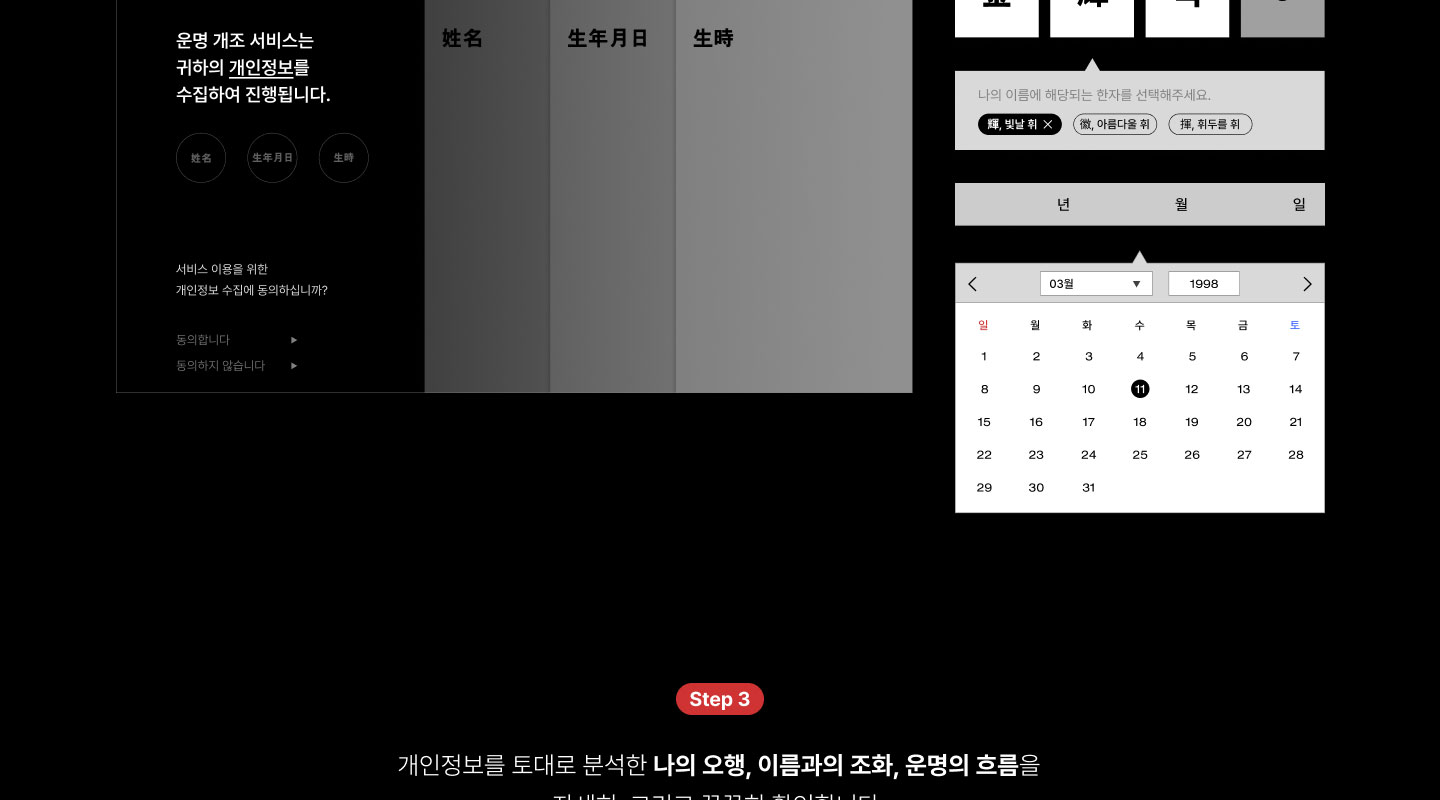 운명 개조 서비스는
귀하의 개인정보를
수집하여 진행됩니다.
姓名 生年月日 生時
서비스 이용을 위한
개인정보 수집에 동의하십니까?
동의합니다 ▶
동의하지 않습니다 ▶
姓名 生年月日 生時
나의 이름에 해당되는 한자를 선택해주세요.
輝, 빛날 휘 × 徽, 아름다울 휘 揮, 휘두를 휘
년 월 일
03월 ▼ 1998
일 월 화 수 목 금 토
1 2 3 4 5 6 7
8 9 10 11 12 13 14
15 16 17 18 19 20 21
22 23 24 25 26 27 28
29 30 31
Step 3
개인정보를 토대로 분석한 나의 오행, 이름과의 조화, 운명의 흐름을